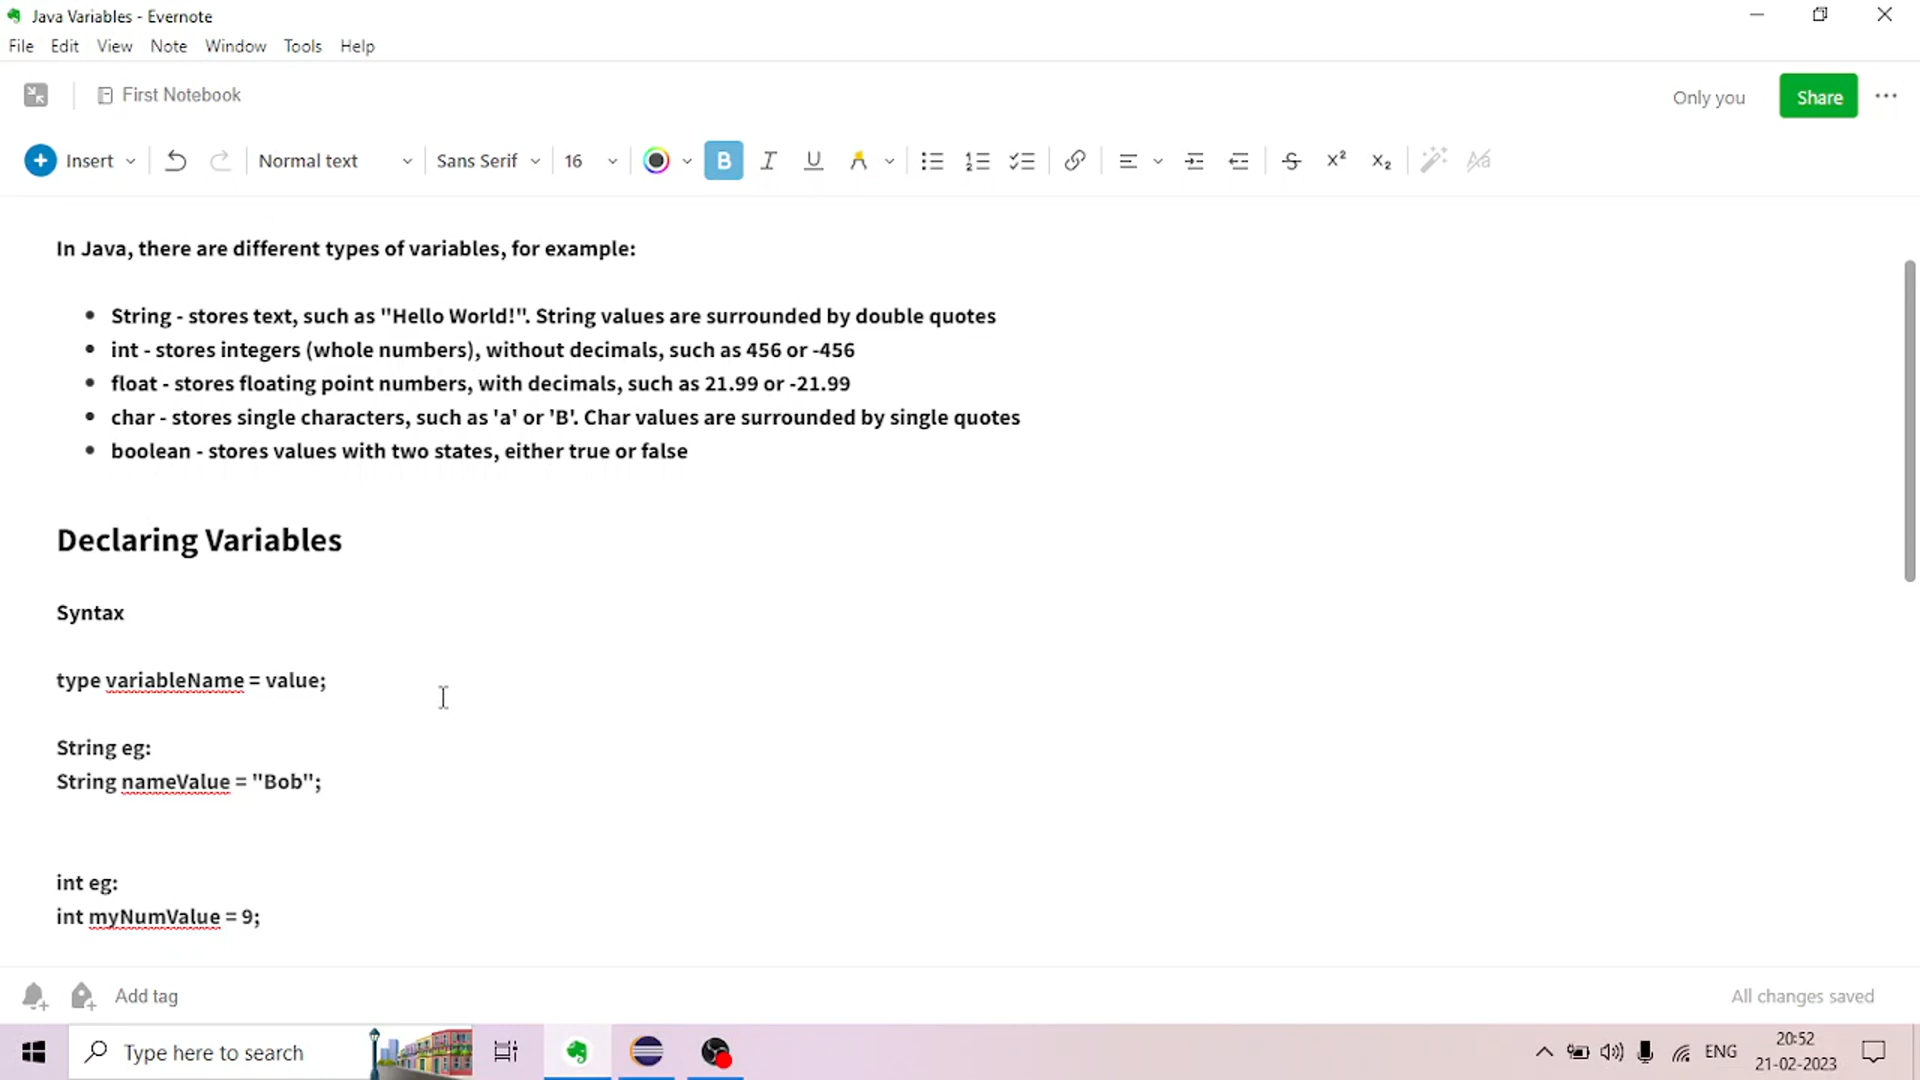 Java Variables - Evernote
File Edit View Note Window Tools Help
First Notebook
Only you
Share
Insert
Normal text
Sans Serif
16
B
In Java, there are different types of variables, for example:
String - stores text, such as "Hello World!". String values are surrounded by double quotes
int - stores integers (whole numbers), without decimals, such as 456 or -456
float - stores floating point numbers, with decimals, such as 21.99 or -21.99
char - stores single characters, such as 'a' or 'B'. Char values are surrounded by single quotes
boolean - stores values with two states, either true or false
Declaring Variables
Syntax
type variableName = value;
String eg:
String nameValue = "Bob";
int eg:
int myNumValue = 9;
Add tag
All changes saved
Type here to search
ENG
20:52
21-02-2023